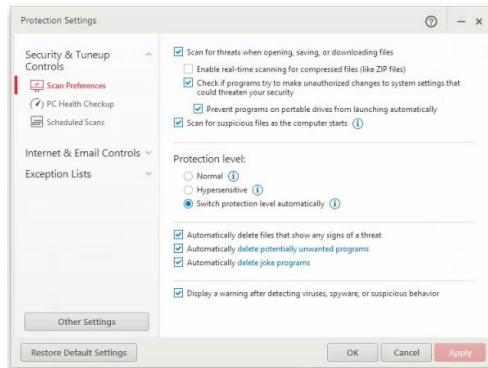 Protection Settings
Security & Tuneup
Controls
Scan Preferences
PC Health Checkup
Scheduled Scans
Internet & Email Controls
Exception Lists
Other Settings
Scan for threats when opening, saving, or downloading files
Enable real-time scanning for compressed files (like ZIP files)
Check if programs try to make unauthorized changes to system settings that
could threaten your security
Prevent programs on portable drives from launching automatically
Scan for suspicious files as the computer starts
Protection level:
Normal
Hypersensitive
Switch protection level automatically
Automatically delete files that show any signs of a threat
Automatically delete potentially unwanted programs
Automatically delete joke programs
Display a warning after detecting viruses, spyware, or suspicious behavior
Restore Default Settings
OK
Cancel
Apply